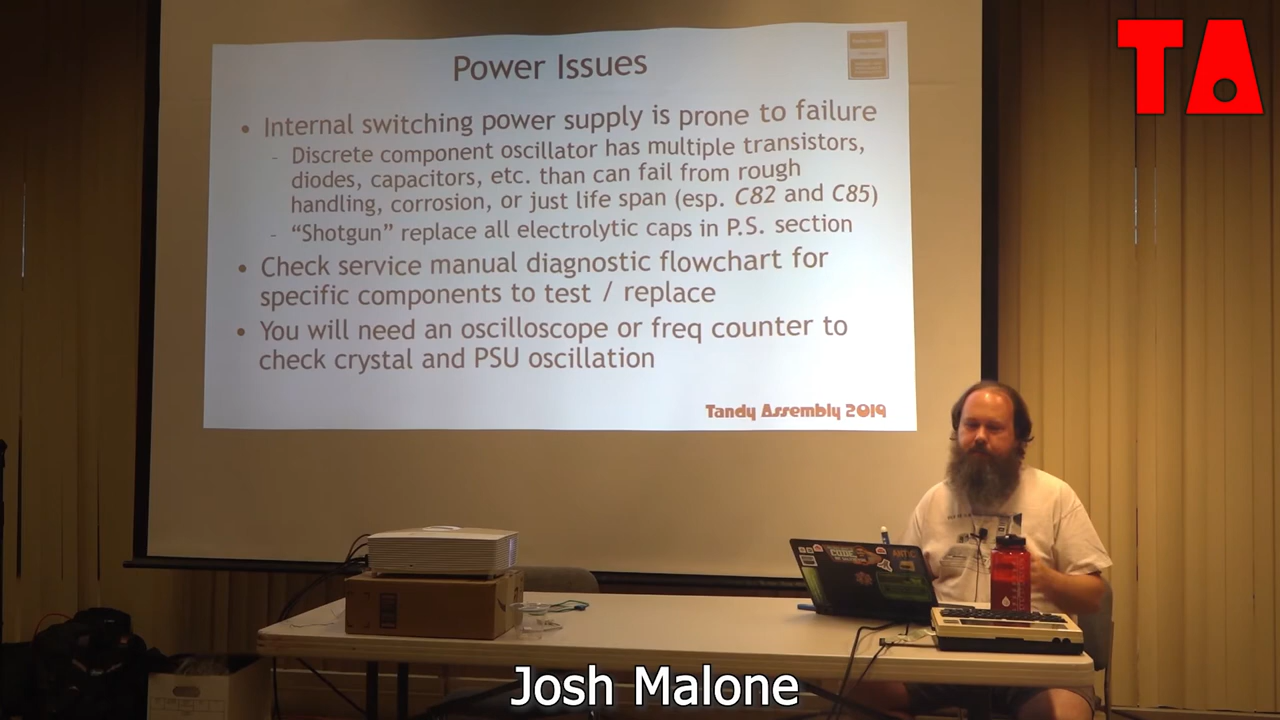 TA
Power Issues
• Internal switching power supply is prone to failure
- Discrete component oscillator has multiple transistors,
diodes, capacitors, etc. than can fail from rough
handling, corrosion, or just life span (esp. C82 and C85)
- “Shotgun” replace all electrolytic caps in P.S. section
• Check service manual diagnostic flowchart for
specific components to test / replace
• You will need an oscilloscope or freq counter to
check crystal and PSU oscillation
Tandy Assembly 2019
CODE
ANTIC
Josh Malone